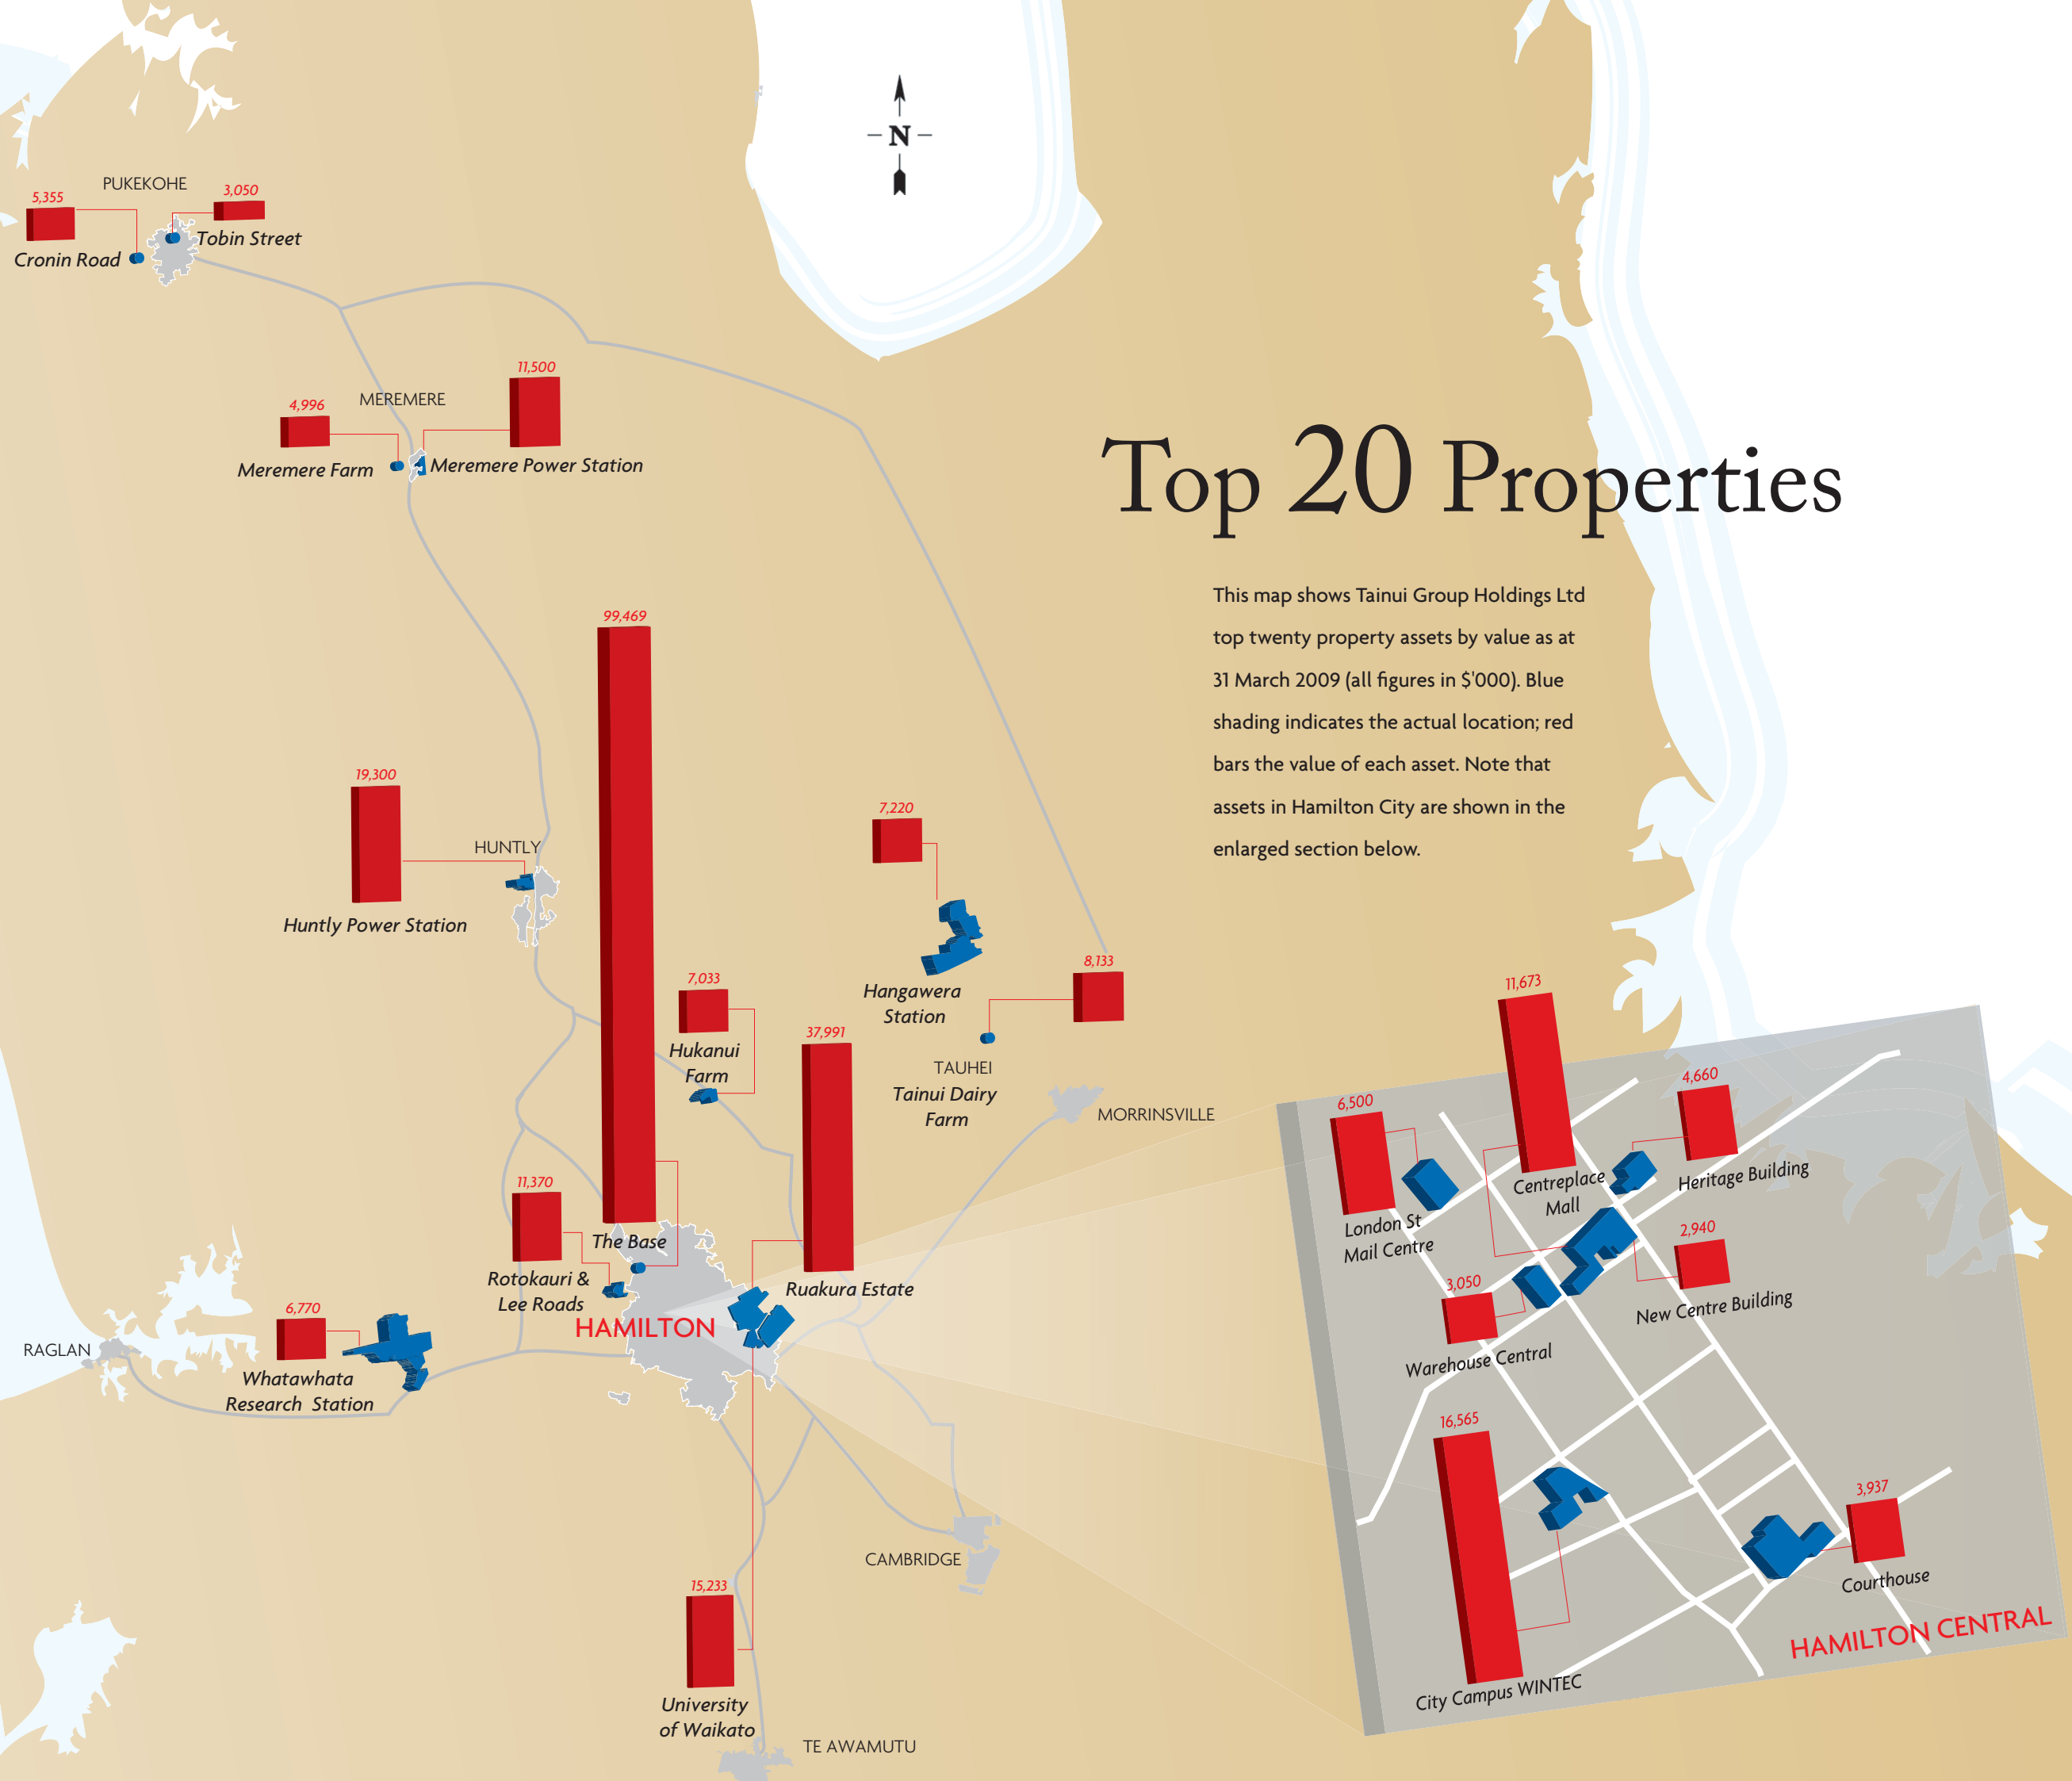 N
PUKEKOHE
5,355
3,050
Tobin Street
Cronin Road
11,500
MEREMERE
4,996
Meremere Farm
Meremere Power Station
Top 20 Properties
This map shows Tainui Group Holdings Ltd
top twenty property assets by value as at
31 March 2009 (all figures in $'000). Blue
shading indicates the actual location; red
bars the value of each asset. Note that
assets in Hamilton City are shown in the
enlarged section below.
99,469
19,300
HUNTLY
Huntly Power Station
7,220
Hangawera
Station
8,133
TAUHEI
Tainui Dairy
Farm
7,033
Hukanui
Farm
37,991
MORRINSVILLE
11,370
The Base
Rotokauri &
Lee Roads
Ruakura Estate
HAMILTON
6,770
RAGLAN
Whatawhata
Research Station
CAMBRIDGE
15,233
University
of Waikato
TE AWAMUTU
11,673
4,660
6,500
Centreplace
Mall
Heritage Building
London St
Mail Centre
2,940
New Centre Building
3,050
Warehouse Central
16,565
3,937
Courthouse
City Campus WINTEC
HAMILTON CENTRAL